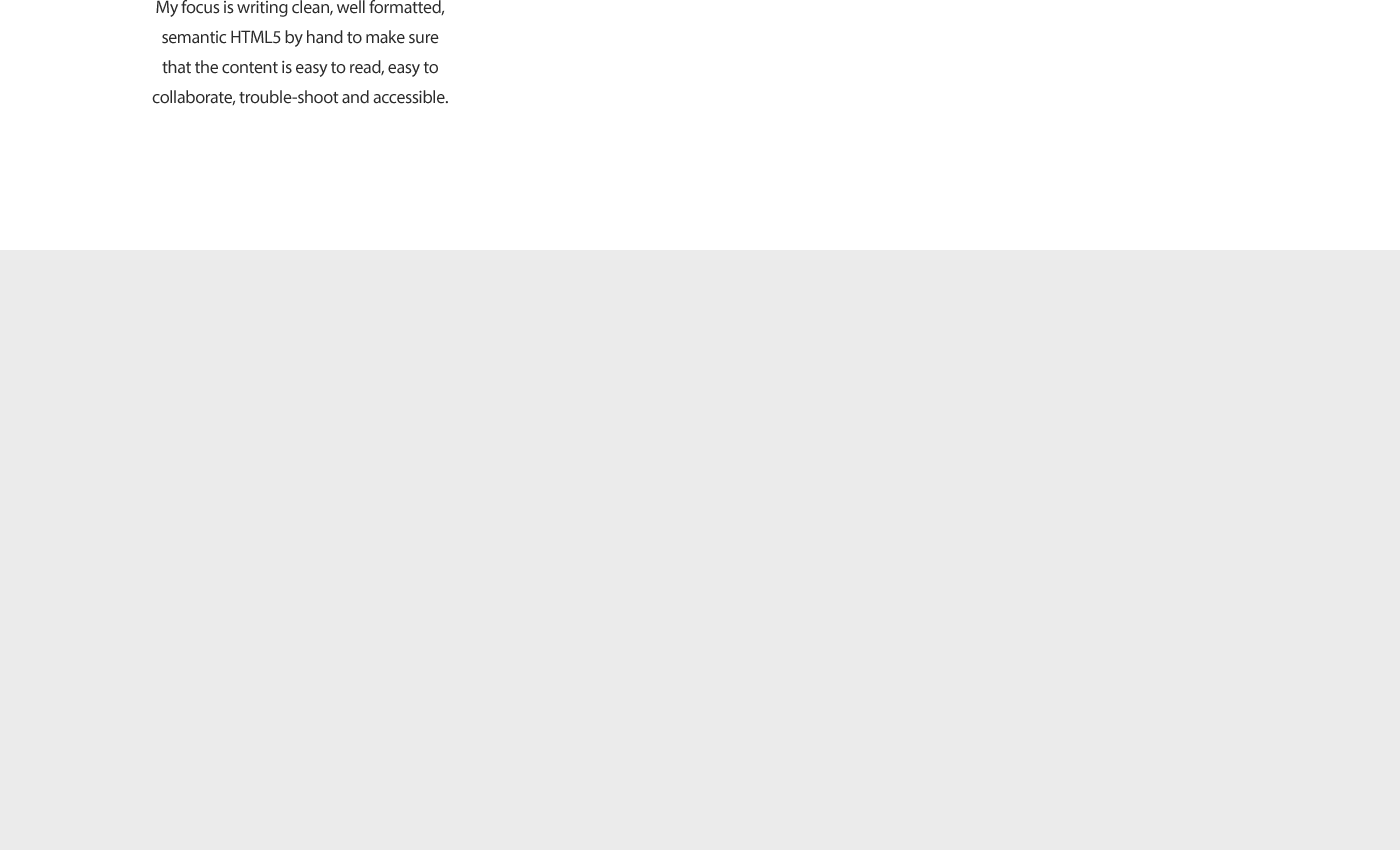 My focus is writing clean, well formatted,
semantic HTML5 by hand to make sure
that the content is easy to read, easy to
collaborate, trouble-shoot and accessible.